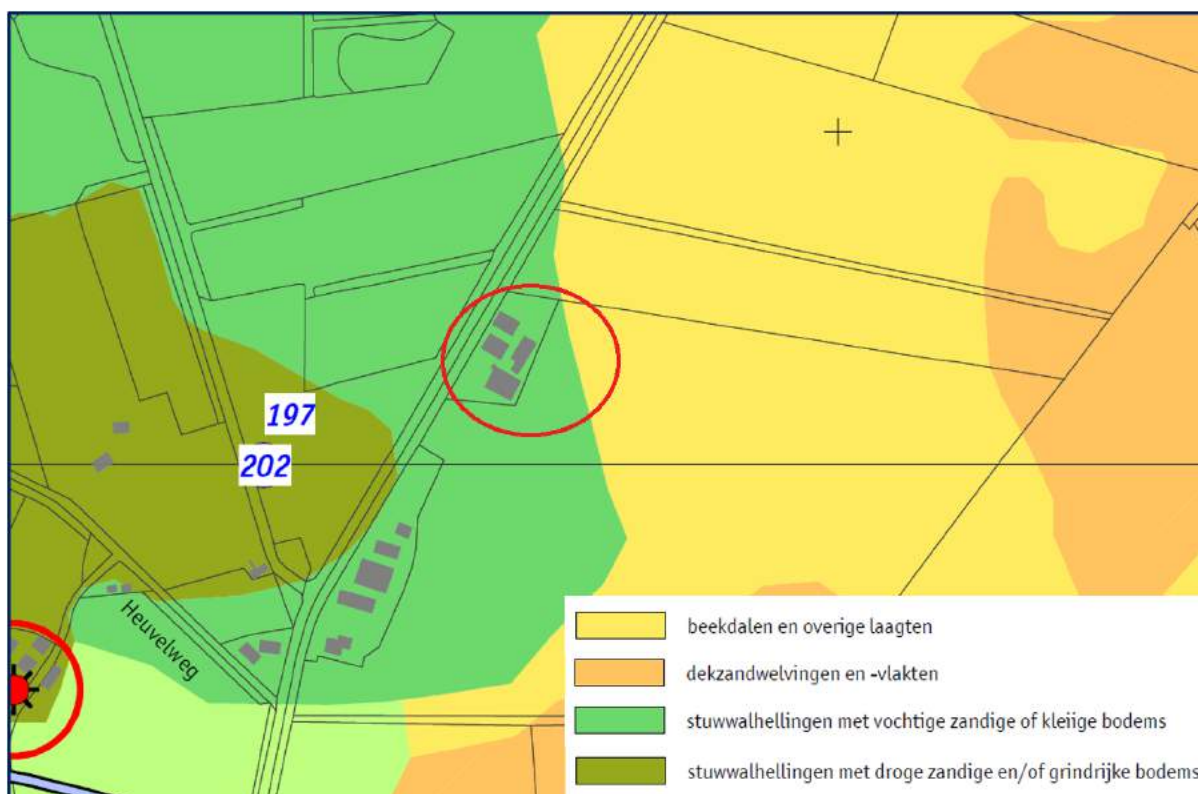 197
202
Heuvelweg
beekdalen en overige laagten
dekzandwelvingen en -vlakten
stuwwalhellingen met vochtige zandige of kleiige bodems
stuwwalhellingen met droge zandige en/of grindrijke bodems